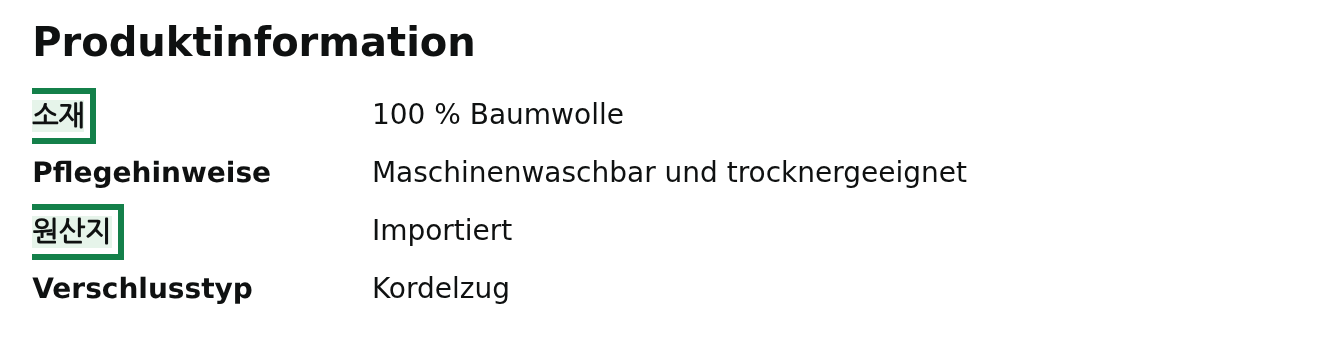 Produktinformation
소재 100 % Baumwolle
Pflegehinweise Maschinenwaschbar und trocknergeeignet
원산지 Importiert
Verschlusstyp Kordelzug